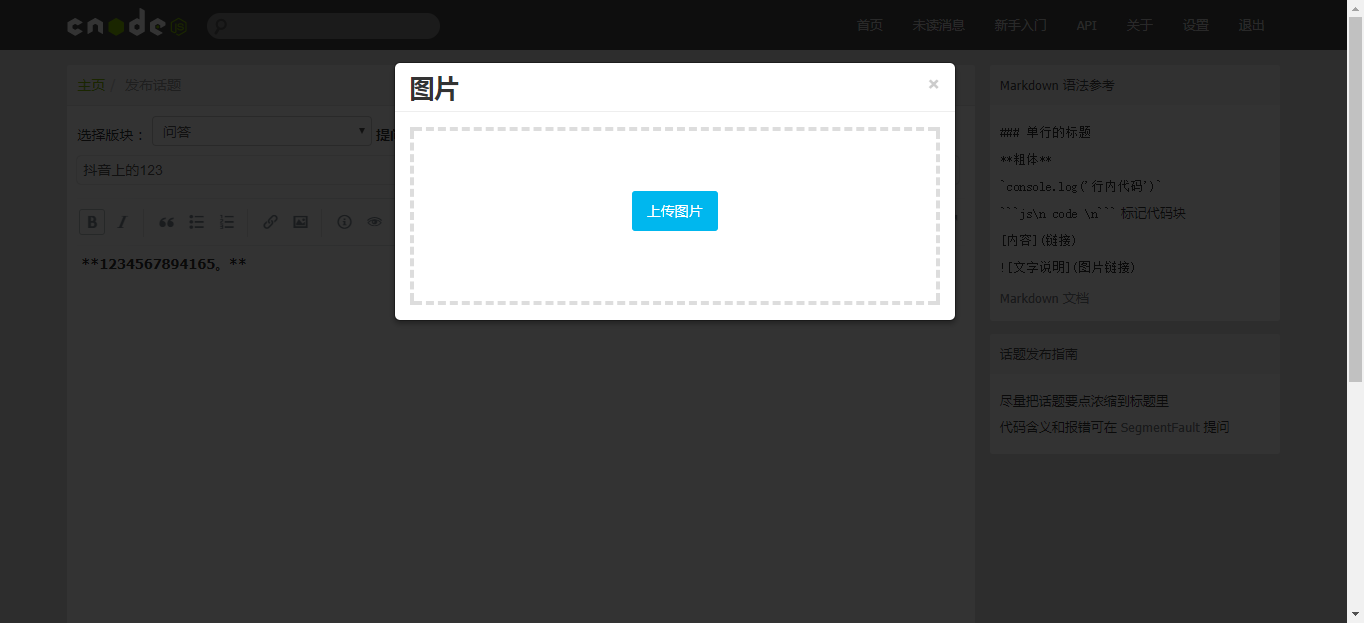 cnode JS
首页 未读消息 新手入门 API 关于 设置 退出
图片 ×
主页 / 发布话题
选择版块： 问答
抖音上的123
B I
**1234567894165。**
上传图片
Markdown 语法参考
### 单行的标题
**粗体**
`console.log('行内代码')`
```js\n code \n``` 标记代码块
[内容](链接)
![文字说明](图片链接)
Markdown 文档
话题发布指南
尽量把话题要点浓缩到标题里
代码含义和报错可在 SegmentFault 提问